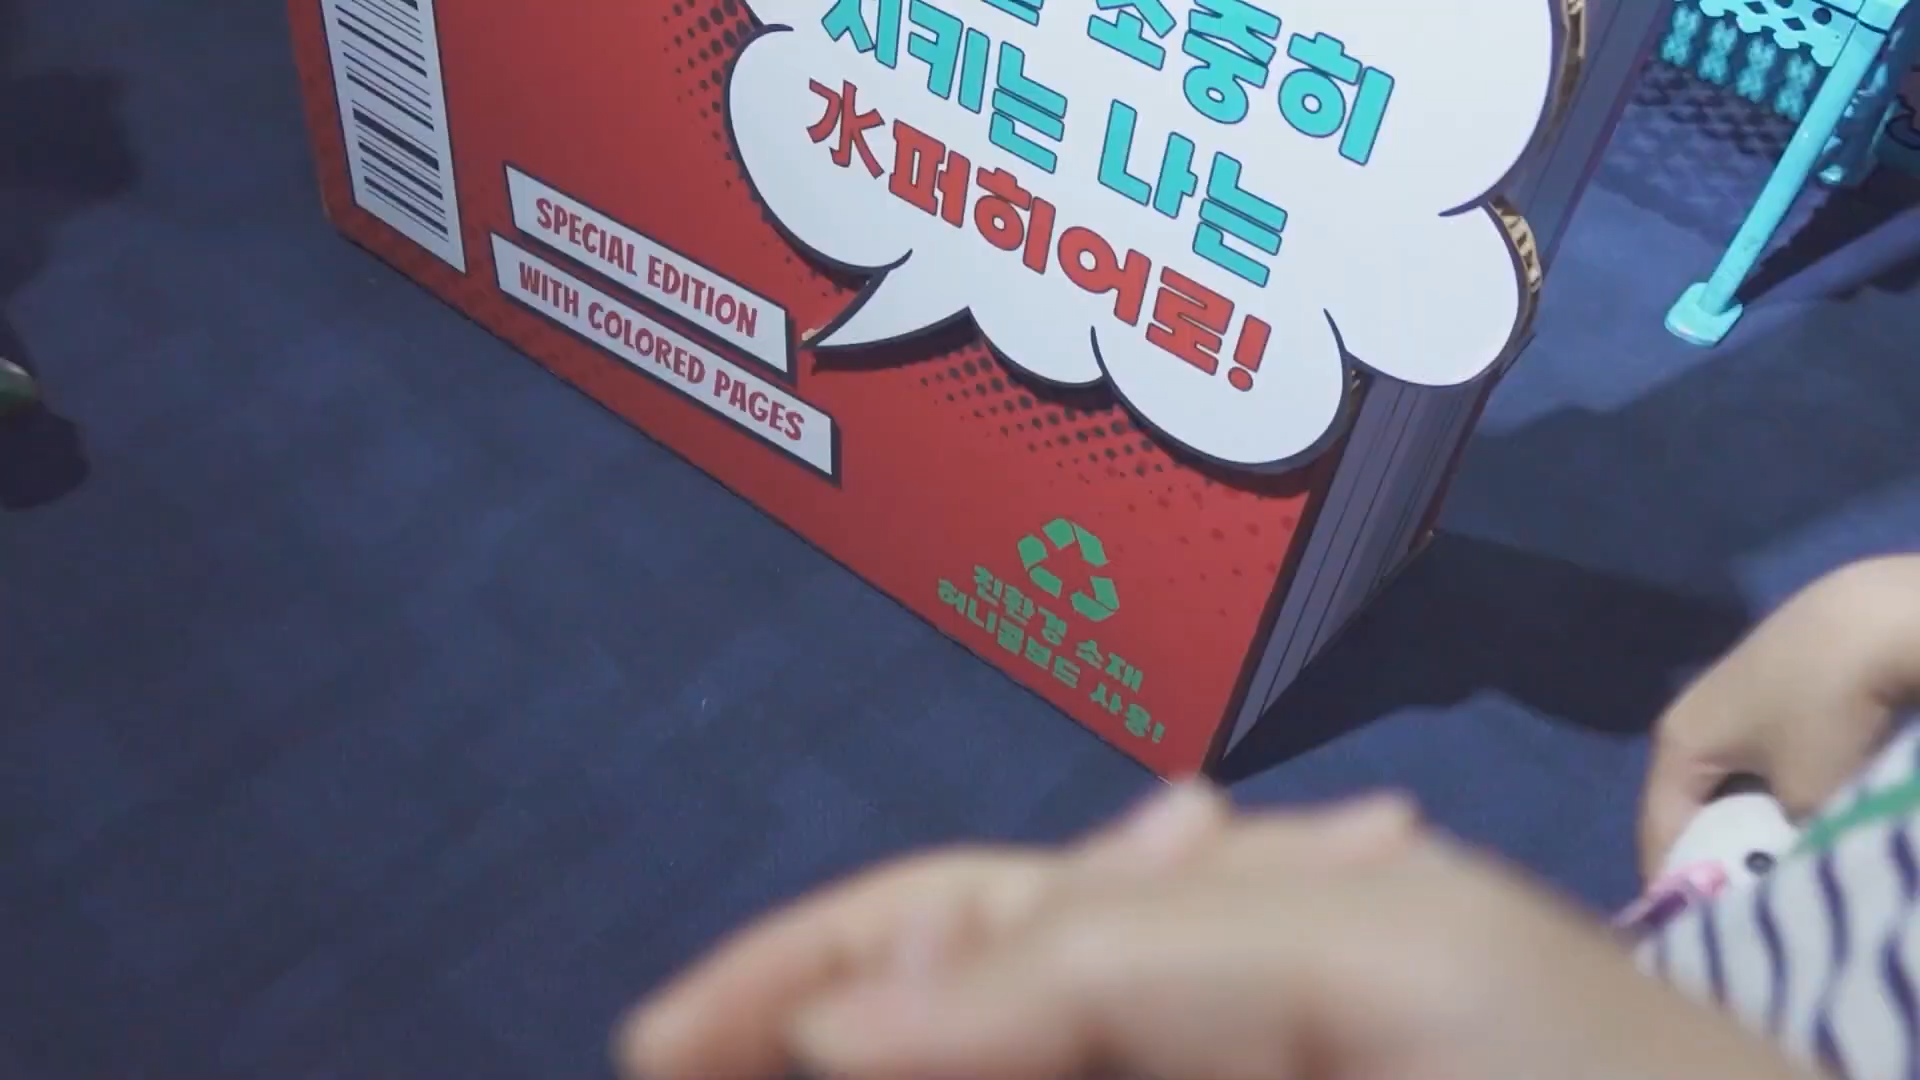 소중히
지키는 나는
水퍼히어로!
SPECIAL EDITION
WITH COLORED PAGES
친환경 소재
허니콤보드 사용!